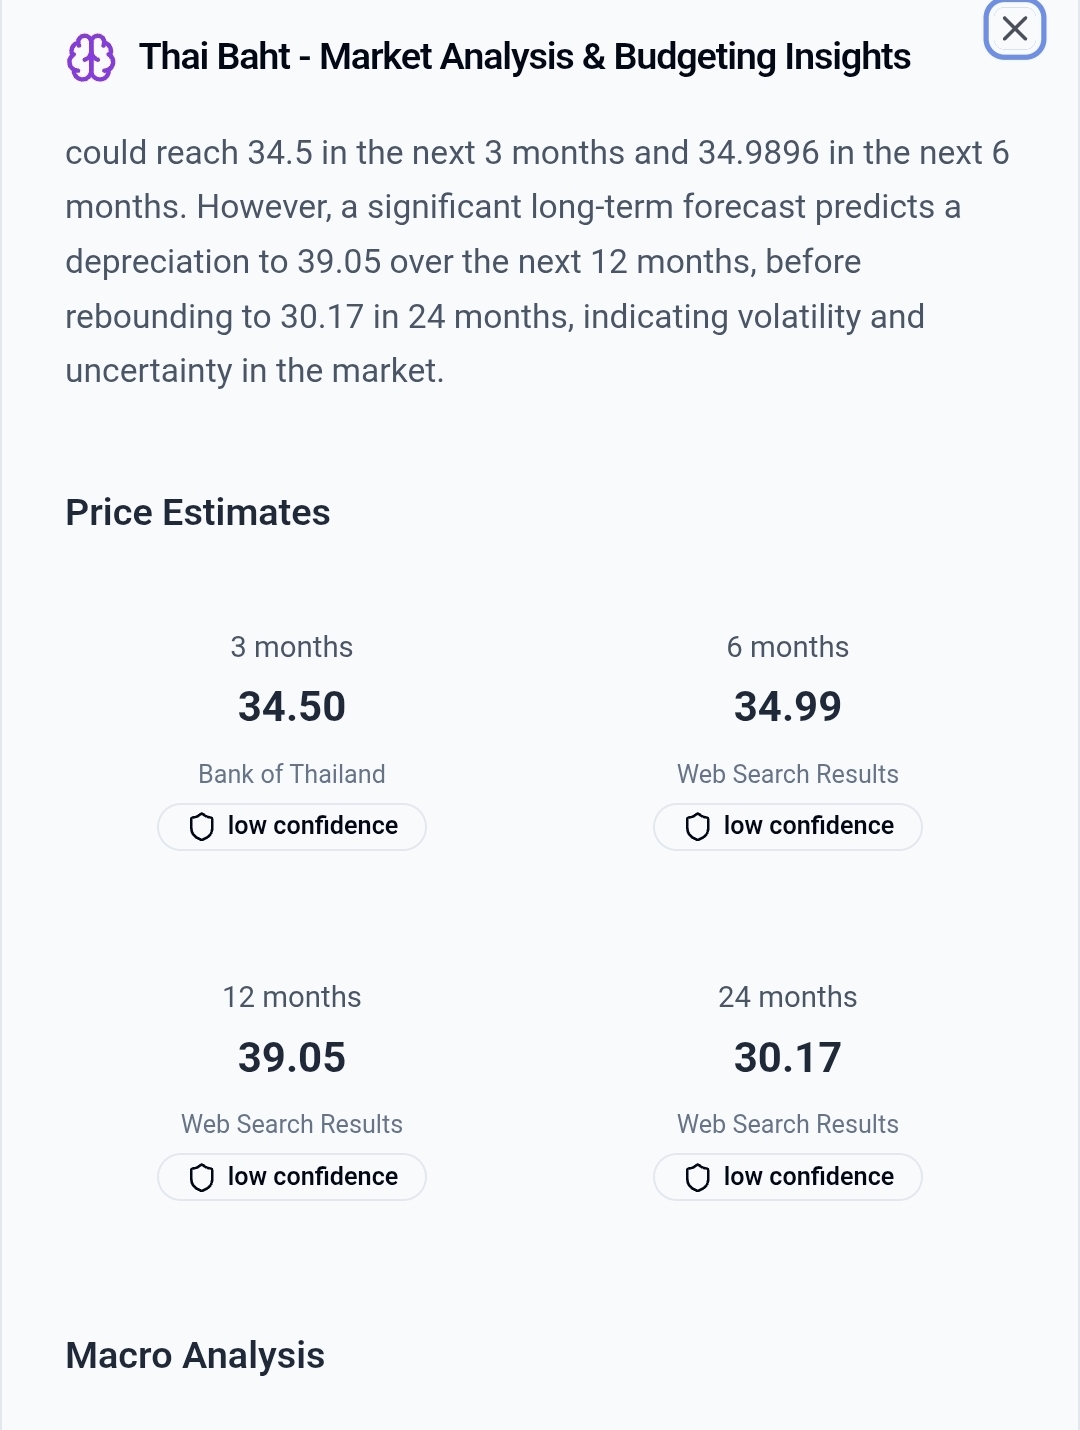 Thai Baht - Market Analysis & Budgeting Insights
could reach 34.5 in the next 3 months and 34.9896 in the next 6
months. However, a significant long-term forecast predicts a
depreciation to 39.05 over the next 12 months, before
rebounding to 30.17 in 24 months, indicating volatility and
uncertainty in the market.
Price Estimates
3 months
34.50
Bank of Thailand
low confidence
6 months
34.99
Web Search Results
low confidence
12 months
39.05
Web Search Results
low confidence
24 months
30.17
Web Search Results
low confidence
Macro Analysis